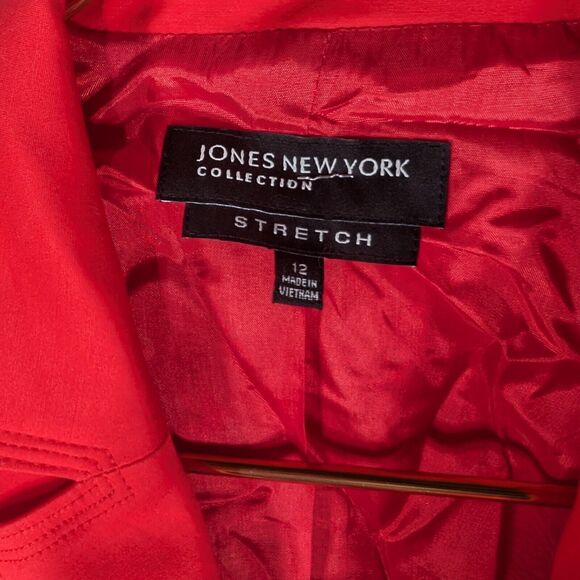 JONES NEW YORK
COLLECTION
STRETCH
12
MADE IN
VIETNAM